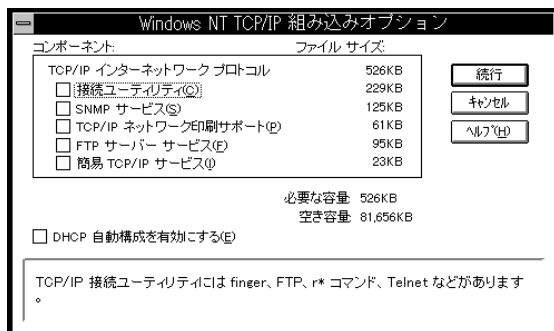 Windows NT TCP/IP 組み込みオプション
コンポーネント: ファイル サイズ:
TCP/IP インターネットワーク プロトコル 526KB
接続ユーティリティ(C) 229KB
SNMP サービス(S) 125KB
TCP/IP ネットワーク印刷サポート(P) 61KB
FTP サーバー サービス(F) 95KB
簡易 TCP/IP サービス(I) 23KB
続行
キャンセル
ヘルプ(H)
必要な容量: 526KB
空き容量: 81,656KB
DHCP 自動構成を有効にする(E)
TCP/IP 接続ユーティリティには finger、FTP、r* コマンド、Telnet などがあります
。